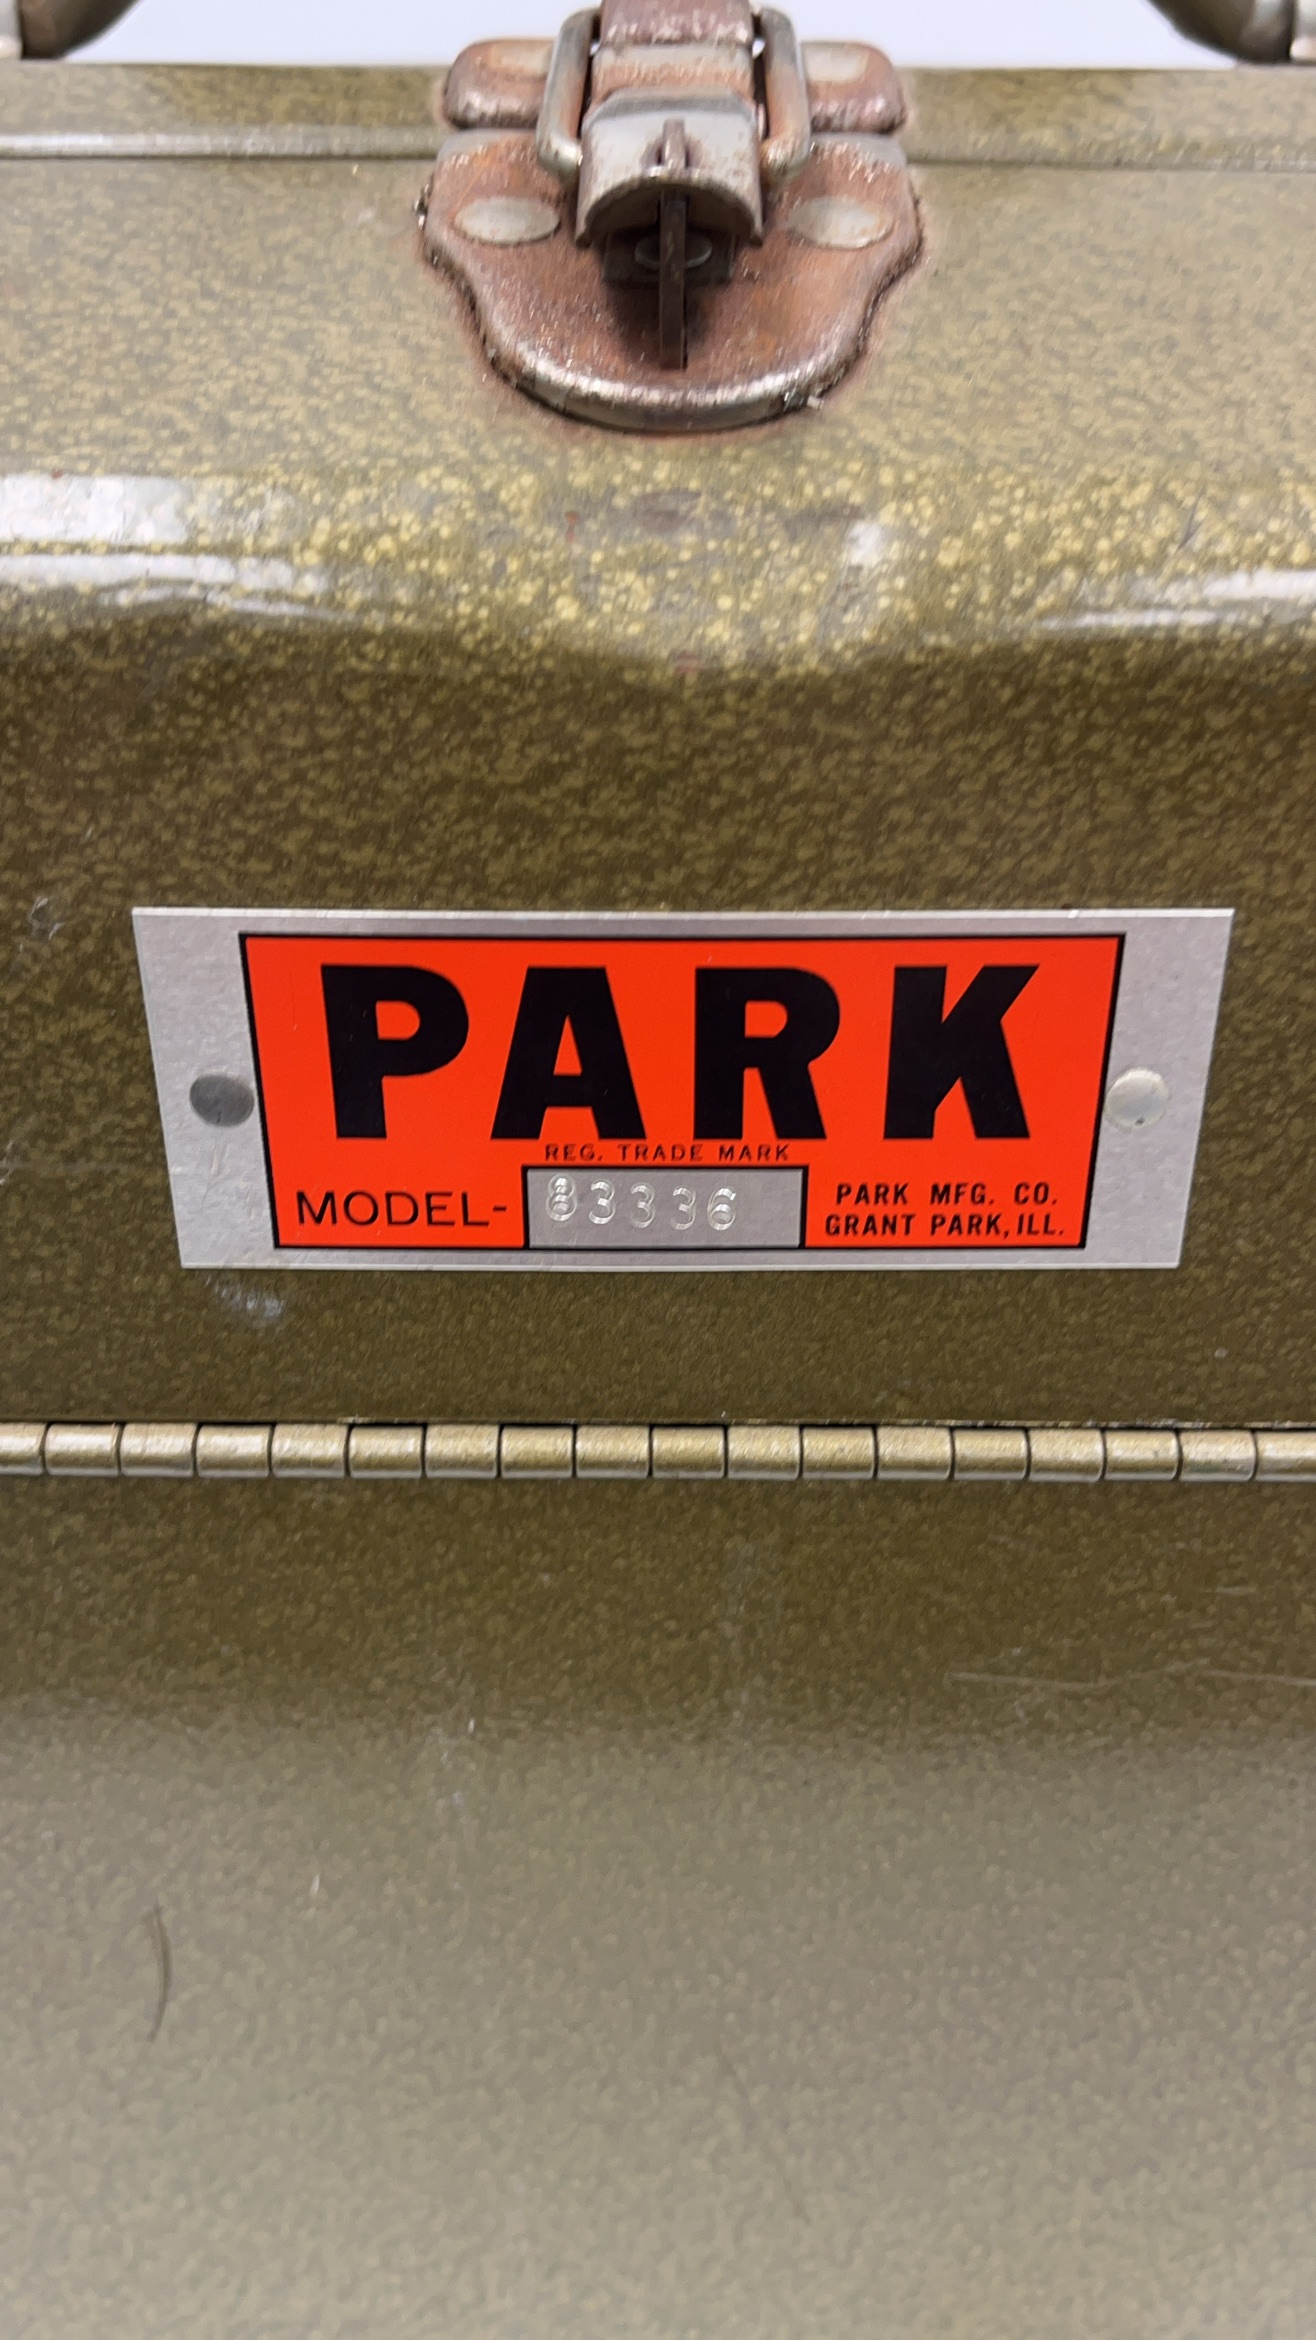 PARK
REG. TRADE MARK
MODEL- 83336
PARK MFG. CO.
GRANT PARK, ILL.